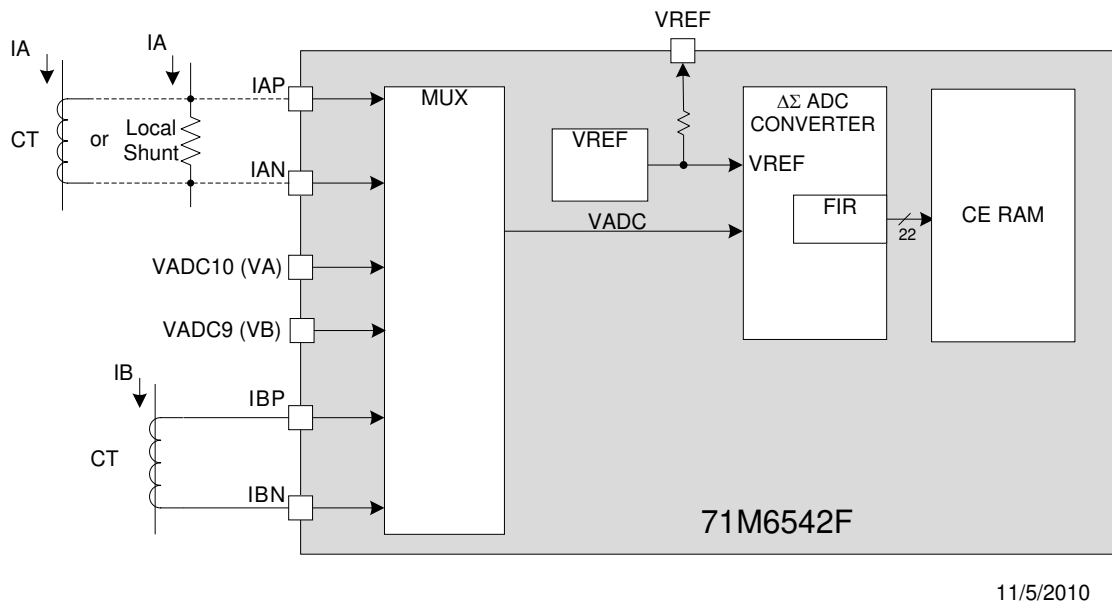 VREF
IA
IA
IAP
MUX
ΔΣ ADC
CONVERTER
VREF
CT
or
Local
Shunt
VREF
IAN
FIR
CE RAM
VADC
22
VADC10 (VA)
VADC9 (VB)
IB
IBP
CT
IBN
71M6542F
11/5/2010